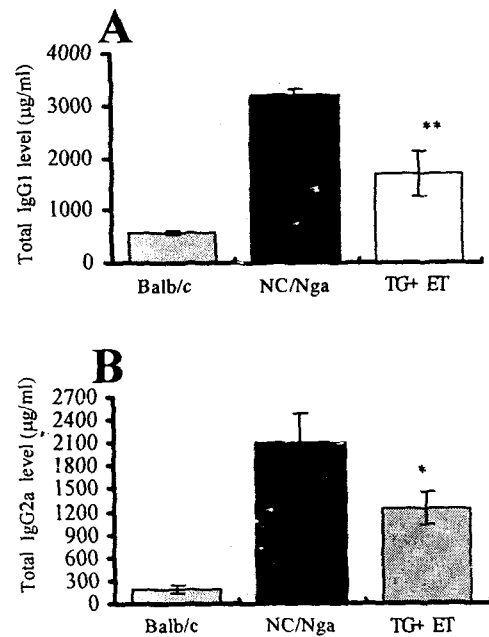 A
Total IgG1 level (µg/ml)
4000
3000
2000
1000
0
**
Balb/c
NC/Nga
TG+ ET
B
Total IgG2a level (µg/ml)
2700
2400
2100
1800
1500
1200
900
600
300
0
*
Balb/c
NC/Nga
TG+ ET